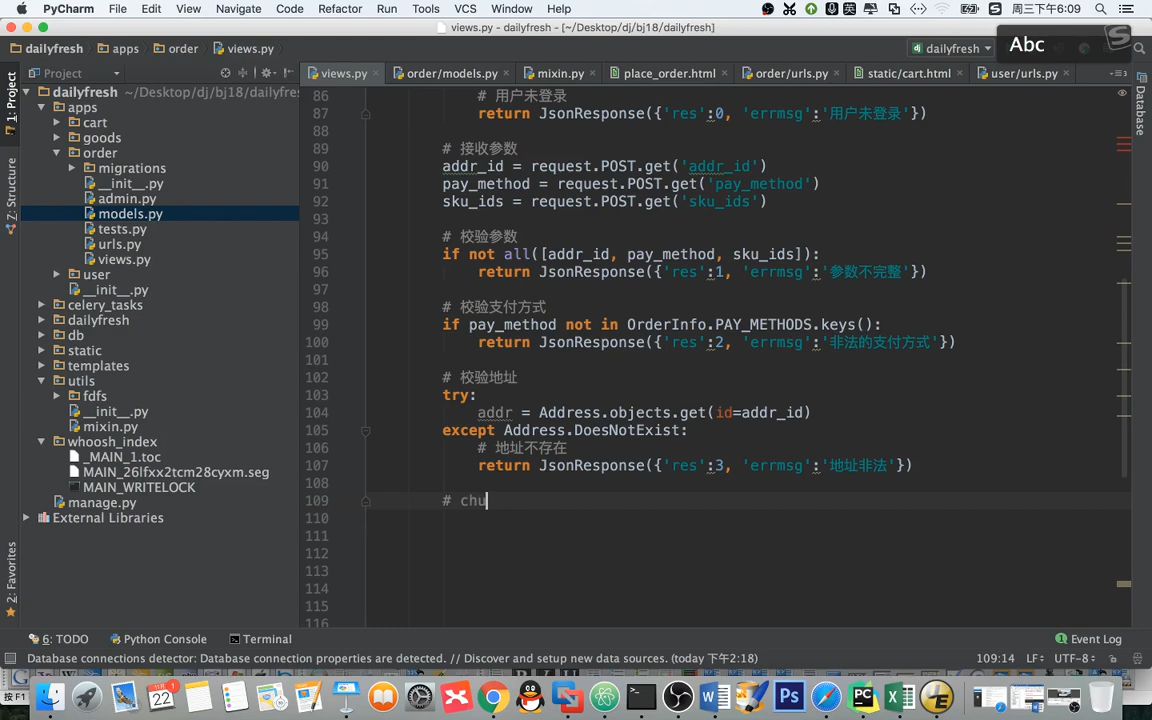 PyCharm File Edit View Navigate Code Refactor Run Tools VCS Window Help 英 周三下午6:09
views.py - dailyfresh - [~/Desktop/dj/bj18/dailyfresh]
dailyfresh apps order views.py dailyfresh Abc
Project views.py order/models.py mixin.py place_order.html order/urls.py static/cart.html user/urls.py
1: Project
Z: Structure
2: Favorites
Database
dailyfresh ~/Desktop/dj/bj18/dailyfres
apps
cart
goods
order
migrations
__init__.py
admin.py
models.py
tests.py
urls.py
views.py
user
__init__.py
celery_tasks
dailyfresh
db
static
templates
utils
fdfs
__init__.py
mixin.py
whoosh_index
_MAIN_1.toc
MAIN_26lfxx2tcm28cyxm.seg
MAIN_WRITELOCK
manage.py
External Libraries
86 # 用户未登录
87 return JsonResponse({'res':0, 'errmsg':'用户未登录'})
88
89 # 接收参数
90 addr_id = request.POST.get('addr_id')
91 pay_method = request.POST.get('pay_method')
92 sku_ids = request.POST.get('sku_ids')
93
94 # 校验参数
95 if not all([addr_id, pay_method, sku_ids]):
96 return JsonResponse({'res':1, 'errmsg':'参数不完整'})
97
98 # 校验支付方式
99 if pay_method not in OrderInfo.PAY_METHODS.keys():
100 return JsonResponse({'res':2, 'errmsg':'非法的支付方式'})
101
102 # 校验地址
103 try:
104 addr = Address.objects.get(id=addr_id)
105 except Address.DoesNotExist:
106 # 地址不存在
107 return JsonResponse({'res':3, 'errmsg':'地址非法'})
108
109 # chu
110
111
112
113
114
115
116
6: TODO Python Console Terminal 1 Event Log
Database connections detector: Database connection properties are detected. // Discover and setup new data sources. (today 下午2:18) 109:14 LF÷ UTF-8÷
按 F1
22